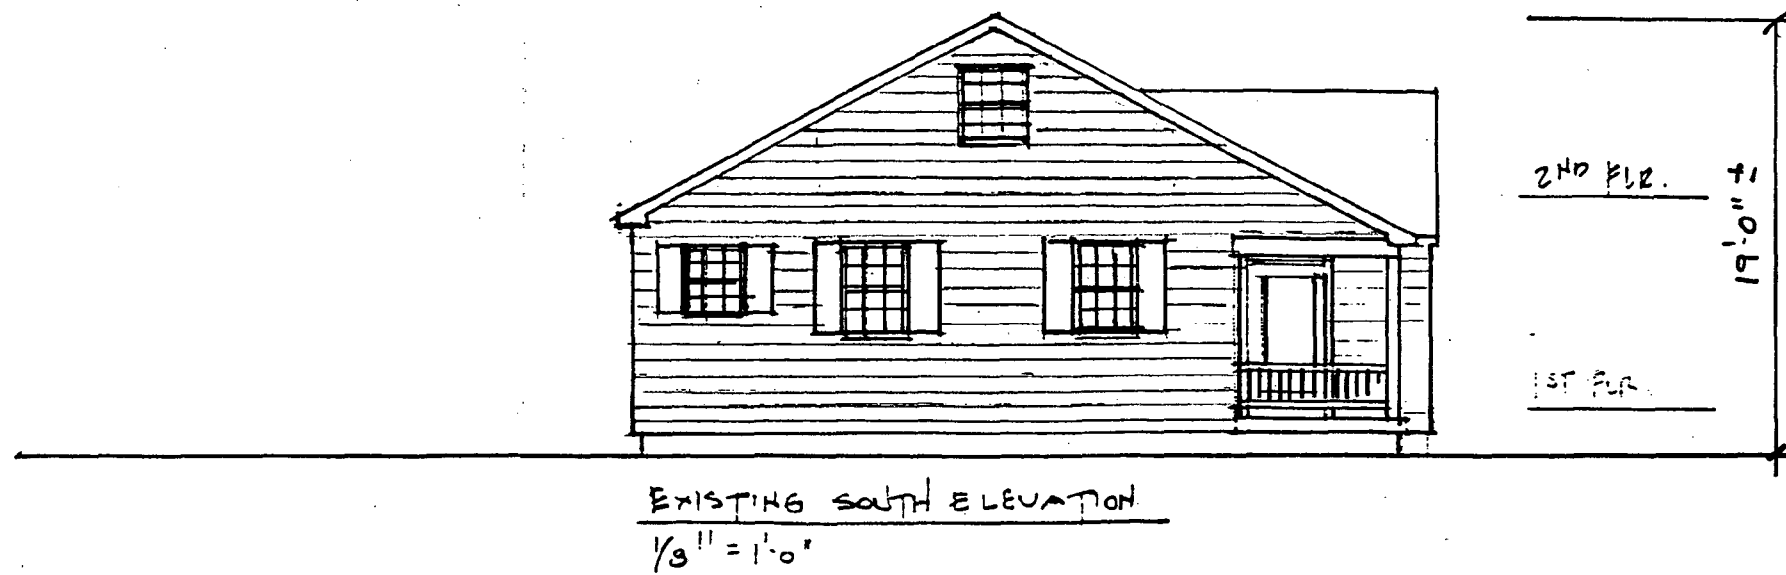 2ND FLR.
19'-0" ±
1ST FLR.
EXISTING SOUTH ELEVATION
1/8" = 1'-0"